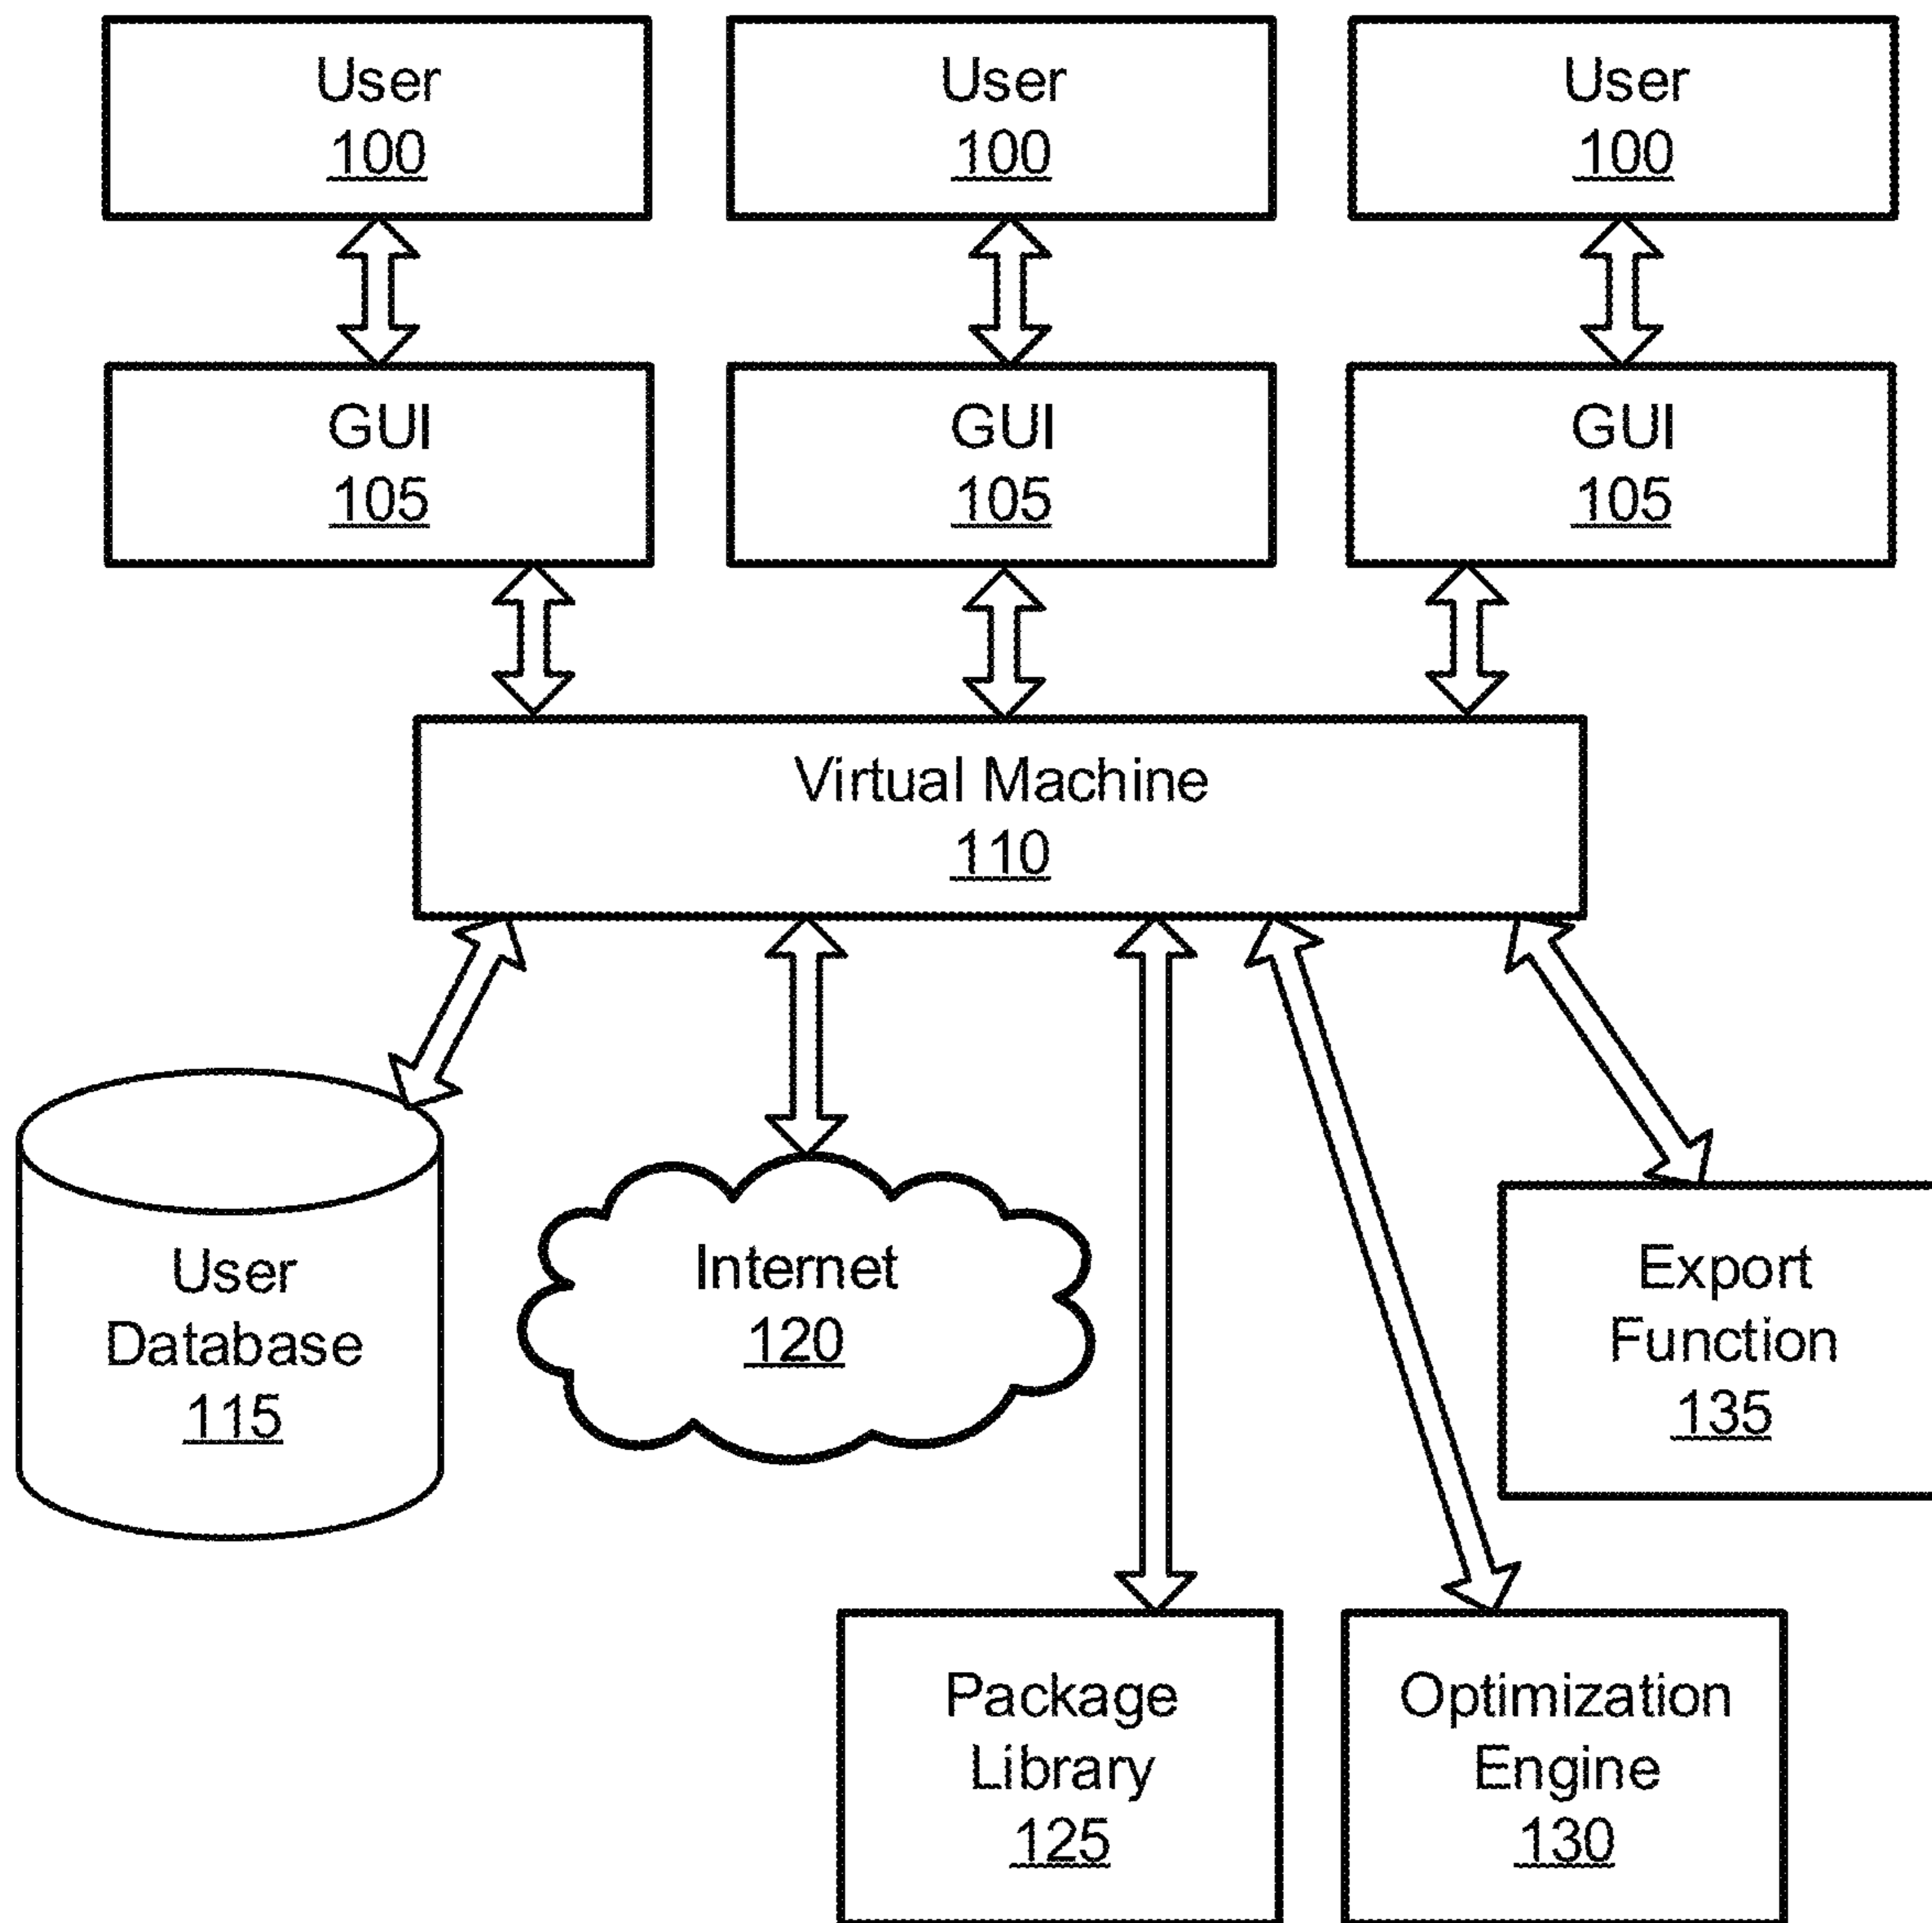 User
100
User
100
User
100
GUI
105
GUI
105
GUI
105
Virtual Machine
110
User
Database
115
Internet
120
Export
Function
135
Package
Library
125
Optimization
Engine
130